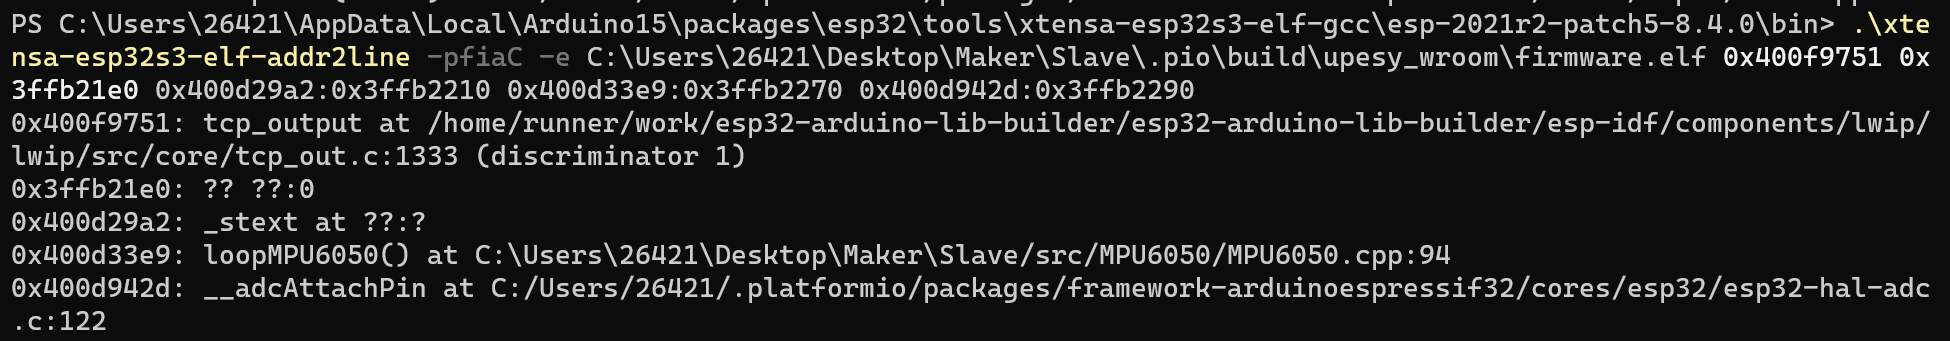 PS C:\Users\26421\AppData\Local\Arduino15\packages\esp32\tools\xtensa-esp32s3-elf-gcc\esp-2021r2-patch5-8.4.0\bin> .\xte
nsa-esp32s3-elf-addr2line -pfiaC -e C:\Users\26421\Desktop\Maker\Slave\.pio\build\upesy_wroom\firmware.elf 0x400f9751 0x
3ffb21e0 0x400d29a2:0x3ffb2210 0x400d33e9:0x3ffb2270 0x400d942d:0x3ffb2290
0x400f9751: tcp_output at /home/runner/work/esp32-arduino-lib-builder/esp32-arduino-lib-builder/esp-idf/components/lwip/
lwip/src/core/tcp_out.c:1333 (discriminator 1)
0x3ffb21e0: ?? ??:0
0x400d29a2: _stext at ??:?
0x400d33e9: loopMPU6050() at C:\Users\26421\Desktop\Maker\Slave/src/MPU6050/MPU6050.cpp:94
0x400d942d: __adcAttachPin at C:/Users/26421/.platformio/packages/framework-arduinoespressif32/cores/esp32/esp32-hal-adc
.c:122